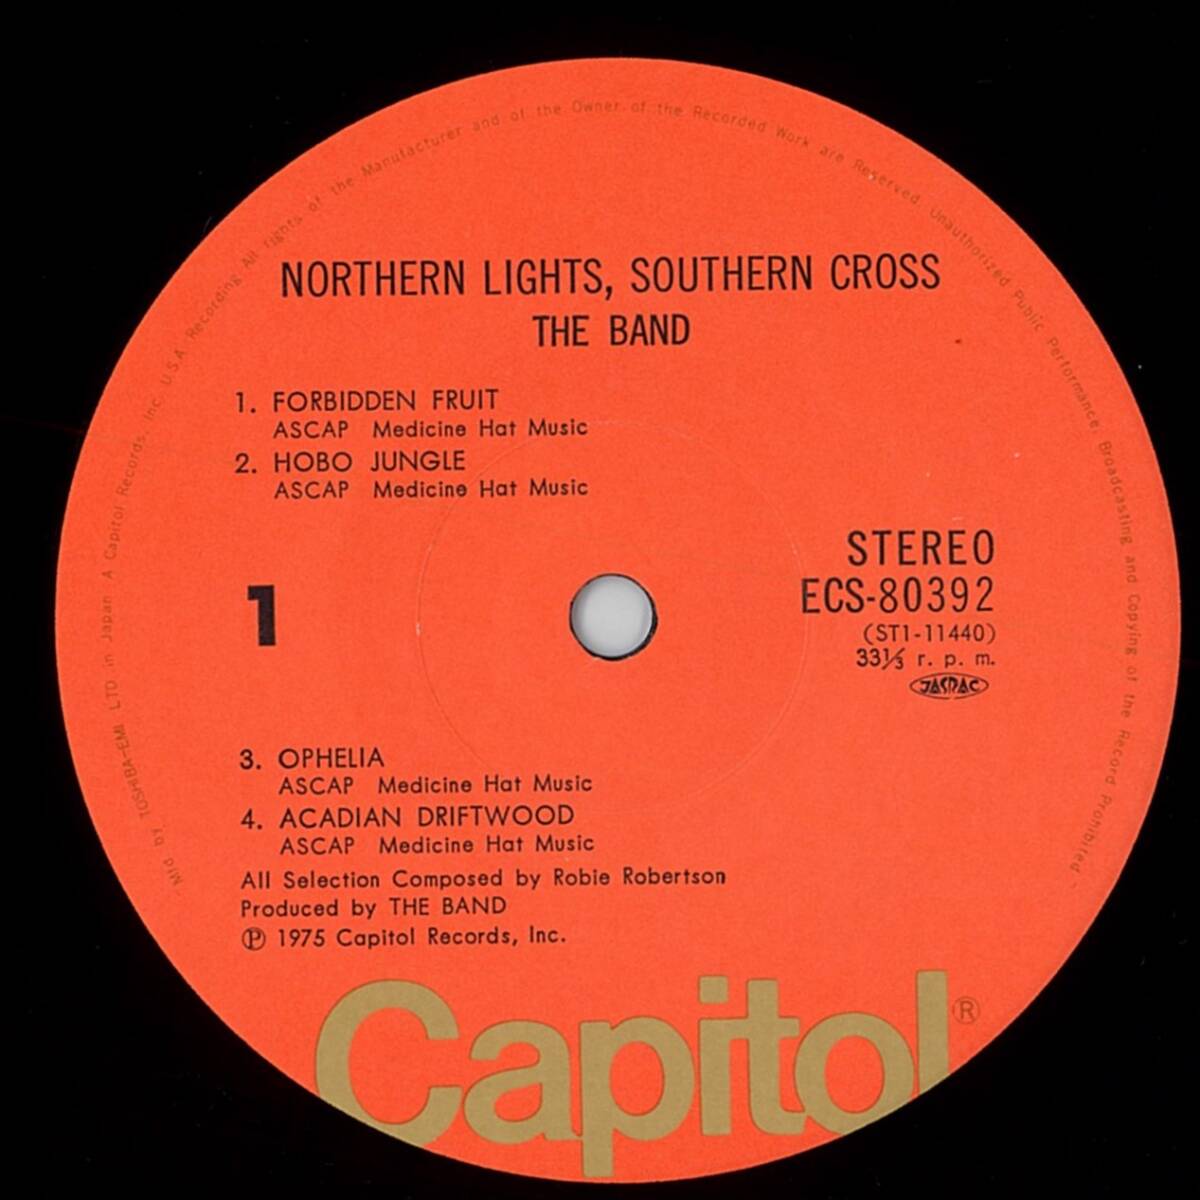 Mfd by TOSHBA-EMI LTD in Japan A Capitol Records, Inc. U.S.A. Recording All rights of the Manufacturer and of the Owner of the Recorded Work are Reserved. Unauthorized Public Performance. Broadcasting and Copying of the Record Prohibited -
NORTHERN LIGHTS, SOUTHERN CROSS
THE BAND
1. FORBIDDEN FRUIT
ASCAP Medicine Hat Music
2. HOBO JUNGLE
ASCAP Medicine Hat Music
1
STEREO
ECS-80392
(ST1-11440)
33⅓ r. p. m.
JASRAC
3. OPHELIA
ASCAP Medicine Hat Music
4. ACADIAN DRIFTWOOD
ASCAP Medicine Hat Music
All Selection Composed by Robie Robertson
Produced by THE BAND
℗ 1975 Capitol Records, Inc.
Capitol®